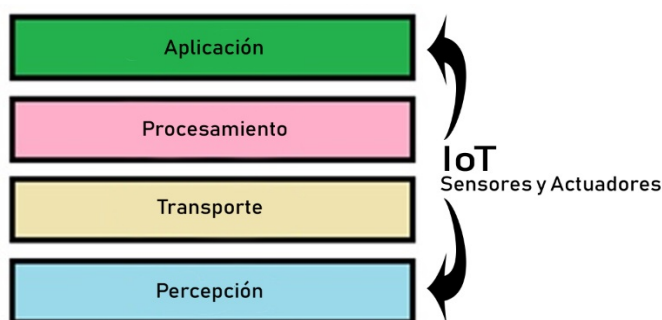 Aplicación
Procesamiento
IoT
Sensores y Actuadores
Transporte
Percepción